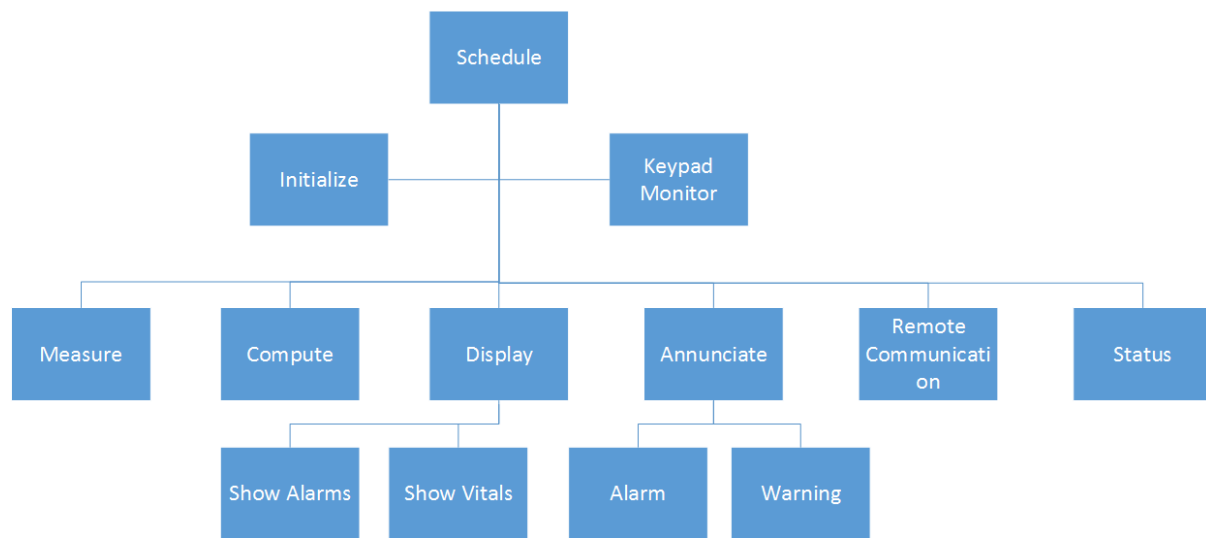 Schedule
Initialize
Keypad
Monitor
Measure
Compute
Display
Annunciate
Remote
Communicati
on
Status
Show Alarms
Show Vitals
Alarm
Warning